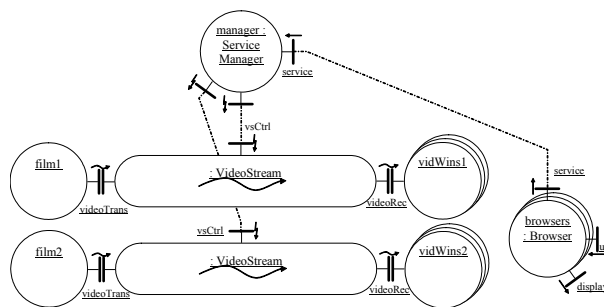 manager :
Service
Manager
service
vsCtrl
film1
: VideoStream
vidWins1
videoTrans
videoRec
service
browsers
: Browser
vsCtrl
film2
: VideoStream
vidWins2
videoTrans
videoRec
display